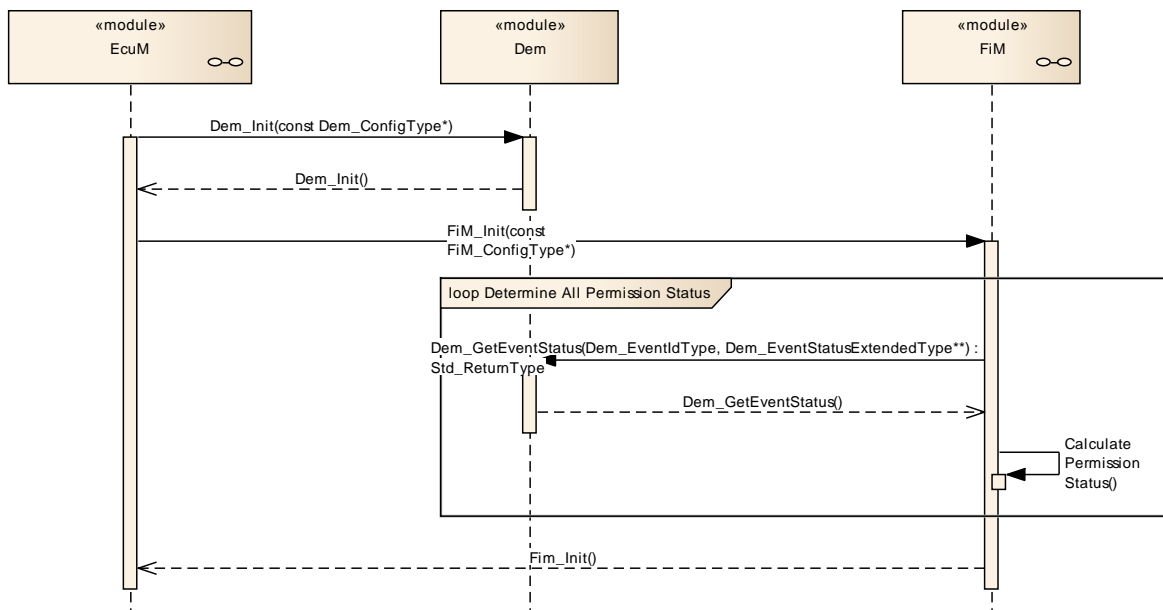 «module»
EcuM
«module»
Dem
«module»
FiM
Dem_Init(const Dem_ConfigType*)
Dem_Init()
FiM_Init(const
FiM_ConfigType*)
loop Determine All Permission Status
Dem_GetEventStatus(Dem_EventIdType, Dem_EventStatusExtendedType**) :
Std_ReturnType
Dem_GetEventStatus()
Calculate
Permission
Status()
Fim_Init()